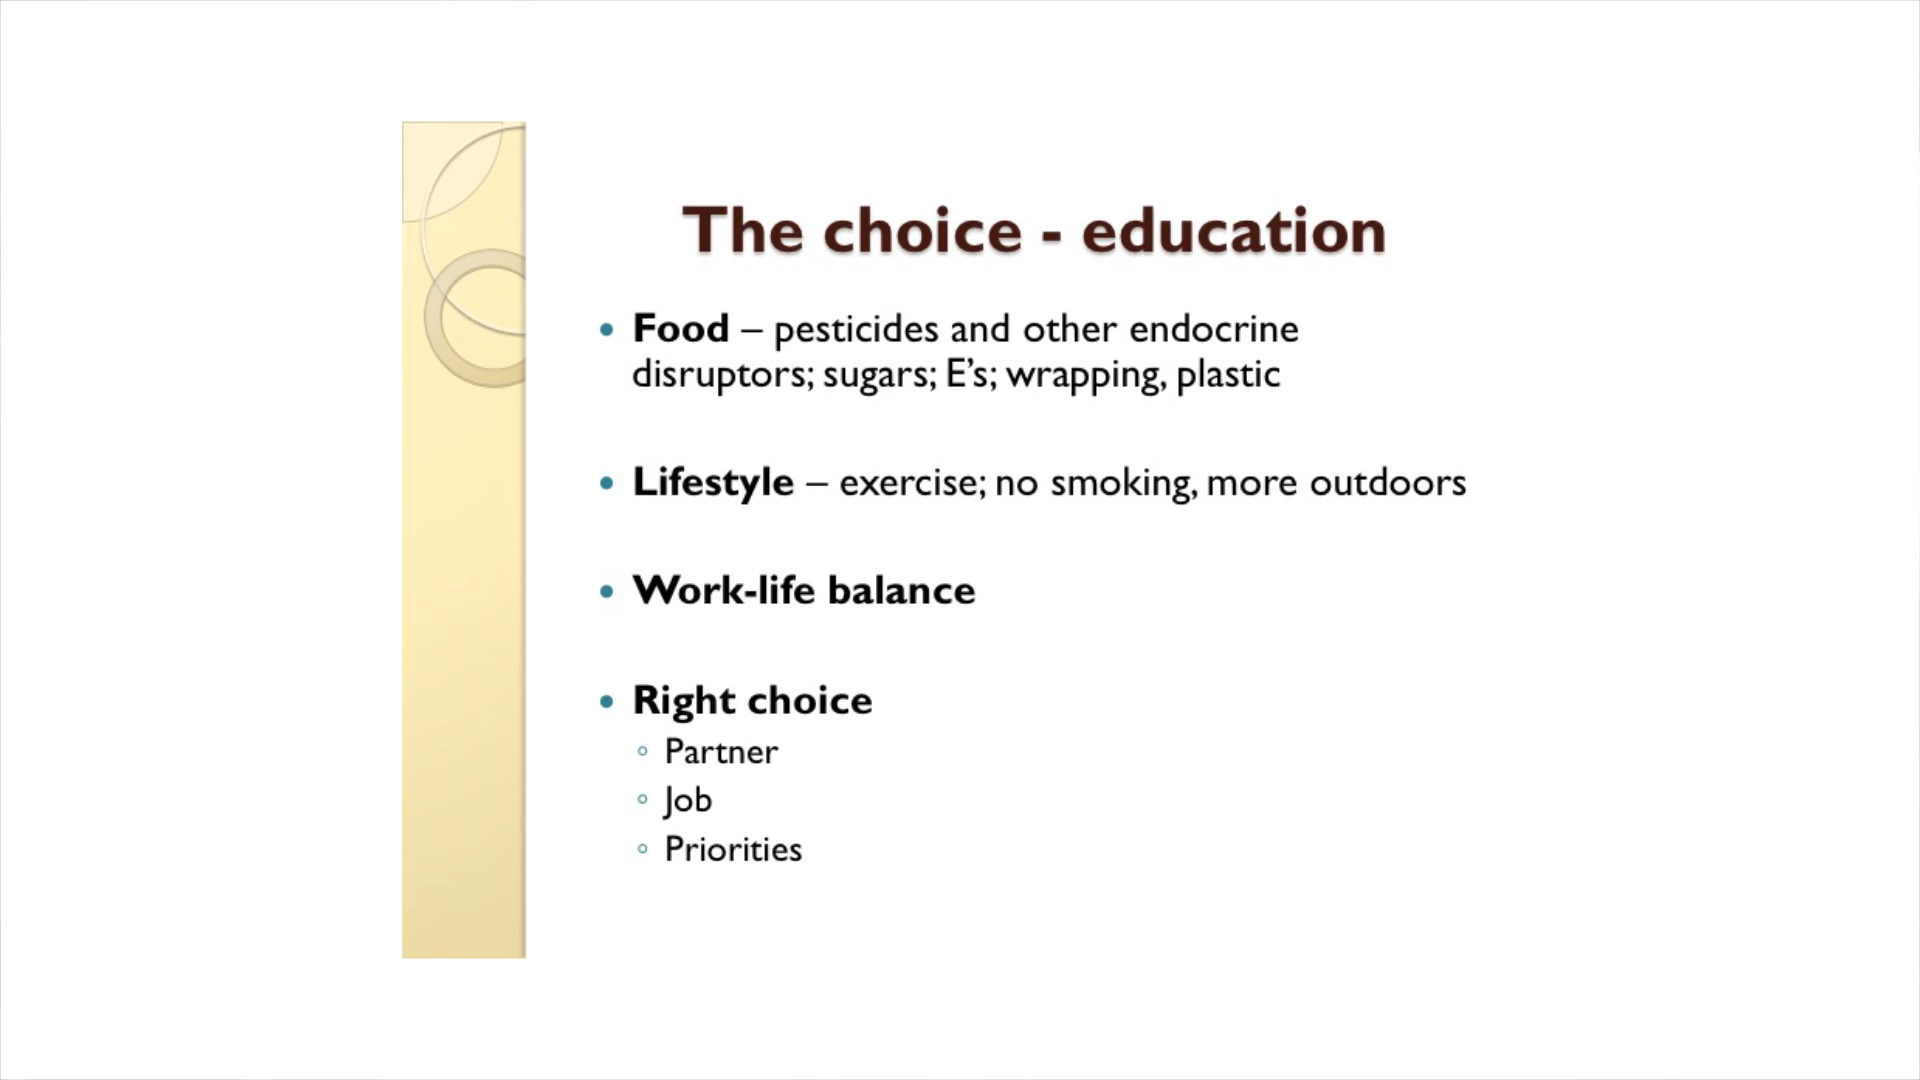 The choice - education
• Food – pesticides and other endocrine
disruptors; sugars; E’s; wrapping, plastic
• Lifestyle – exercise; no smoking, more outdoors
• Work-life balance
• Right choice
◦ Partner
◦ Job
◦ Priorities